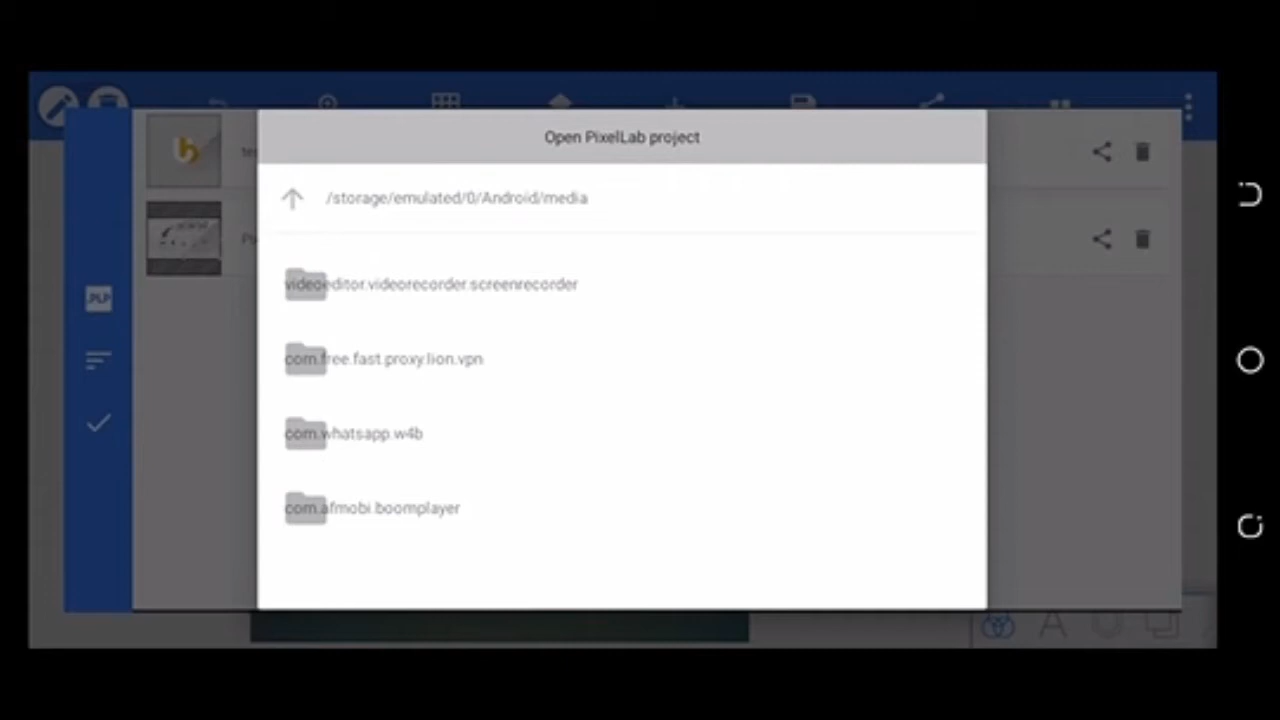 Open PixelLab project
/storage/emulated/0/Android/media
videoeditor.videorecorder.screenrecorder
com.free.fast.proxy.lion.vpn
com.whatsapp.w4b
com.afmobi.boomplayer
.PLP